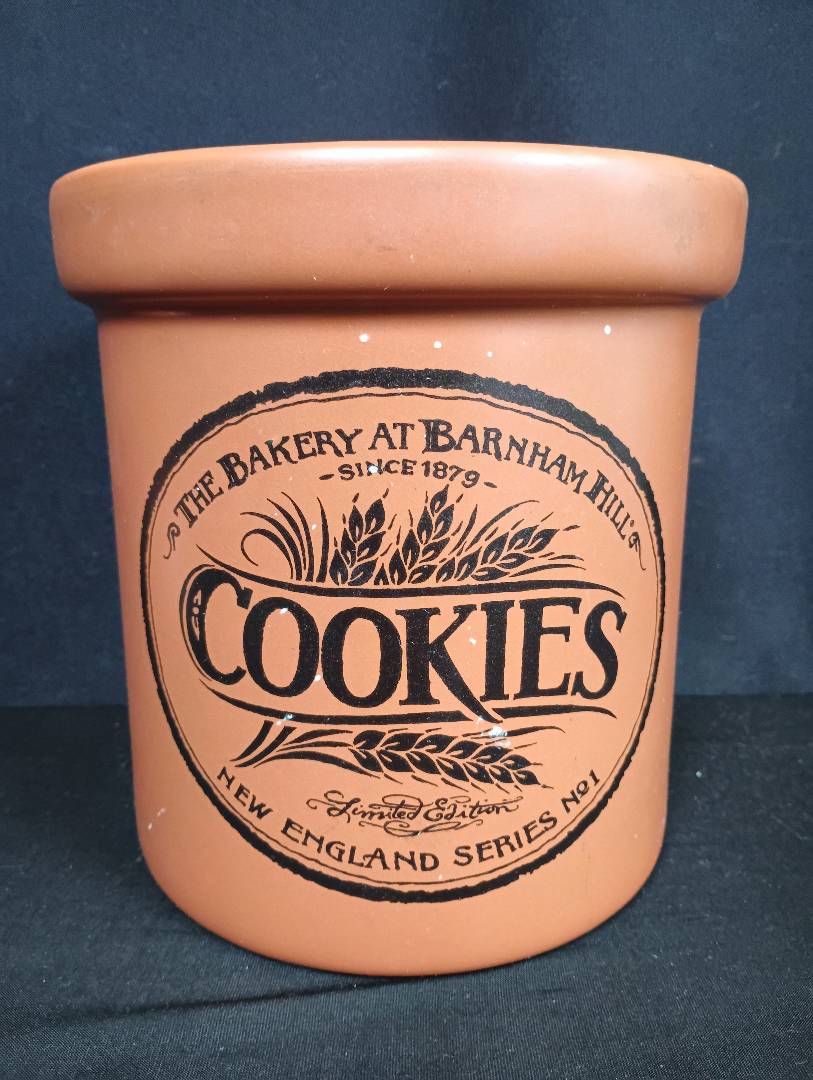 THE BAKERY AT BARNHAM HILL
- SINCE 1879 -
COOKIES
Limited Edition
NEW ENGLAND SERIES No1